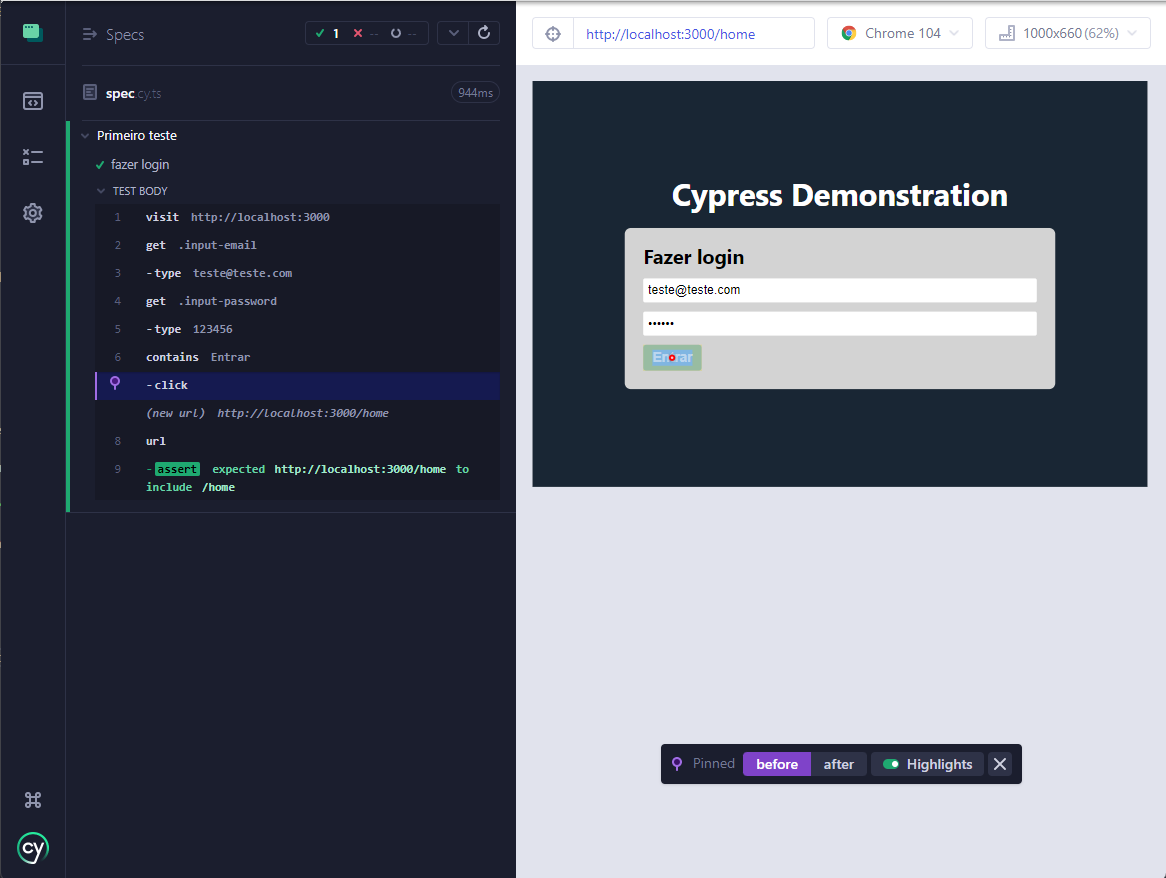 Specs
1 -- --
spec.cy.ts 944ms
Primeiro teste
fazer login
TEST BODY
1 visit http://localhost:3000
2 get .input-email
3 -type teste@teste.com
4 get .input-password
5 -type 123456
6 contains Entrar
-click
(new url) http://localhost:3000/home
8 url
9 -assert expected http://localhost:3000/home to
include /home
cy
http://localhost:3000/home Chrome 104 1000x660 (62%)
Cypress Demonstration
Fazer login
teste@teste.com
••••••
Entrar
Pinned before after Highlights